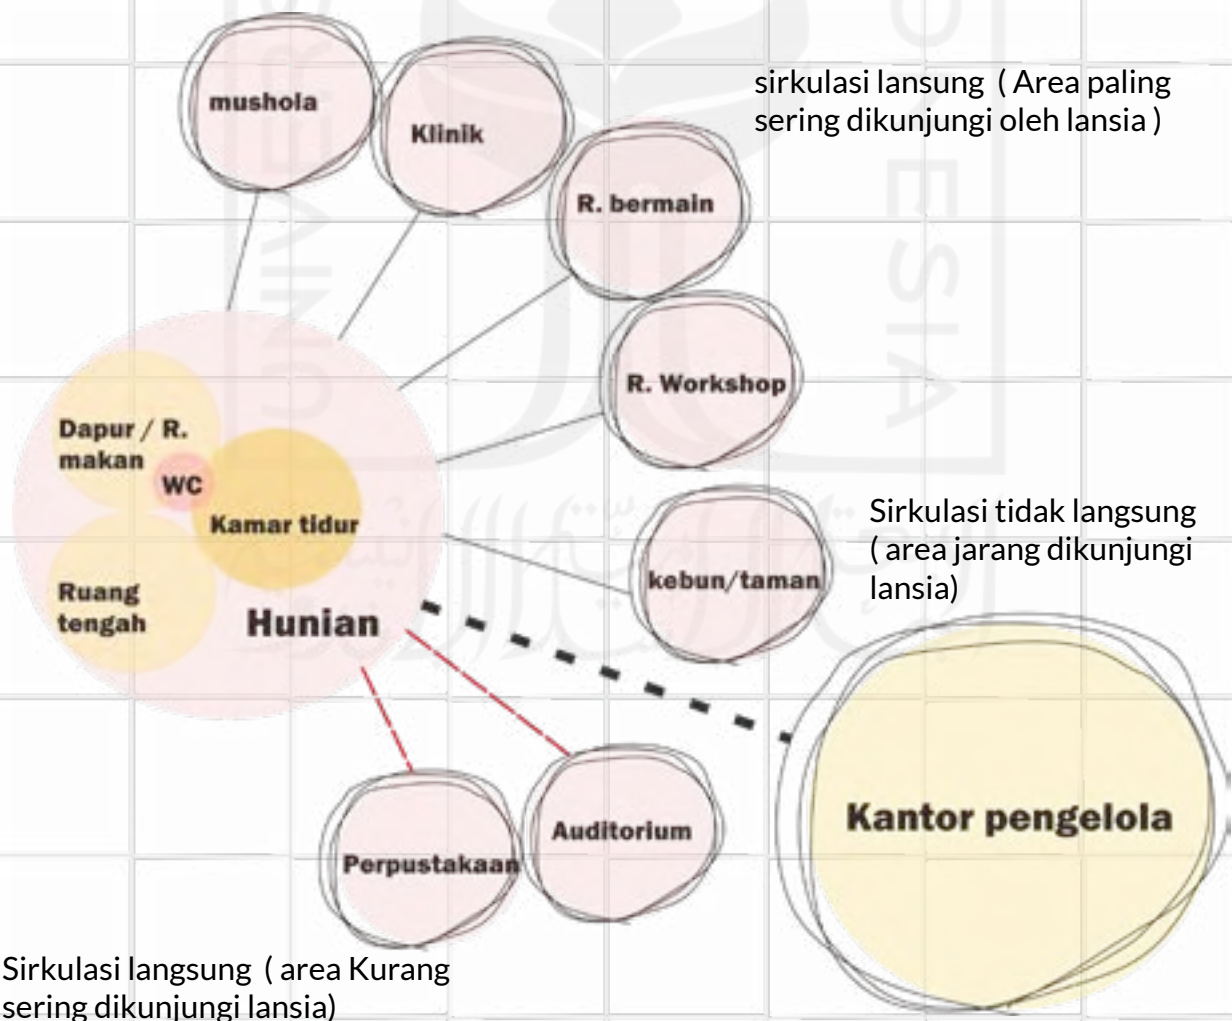 mushola
Klinik
sirkulasi lansung ( Area paling
sering dikunjungi oleh lansia )
R. bermain
R. Workshop
Dapur / R.
makan
WC
Kamar tidur
Ruang
tengah
Hunian
kebun/taman
Sirkulasi tidak langsung
( area jarang dikunjungi
lansia)
Kantor pengelola
Auditorium
Perpustakaan
Sirkulasi langsung ( area Kurang
sering dikunjungi lansia)